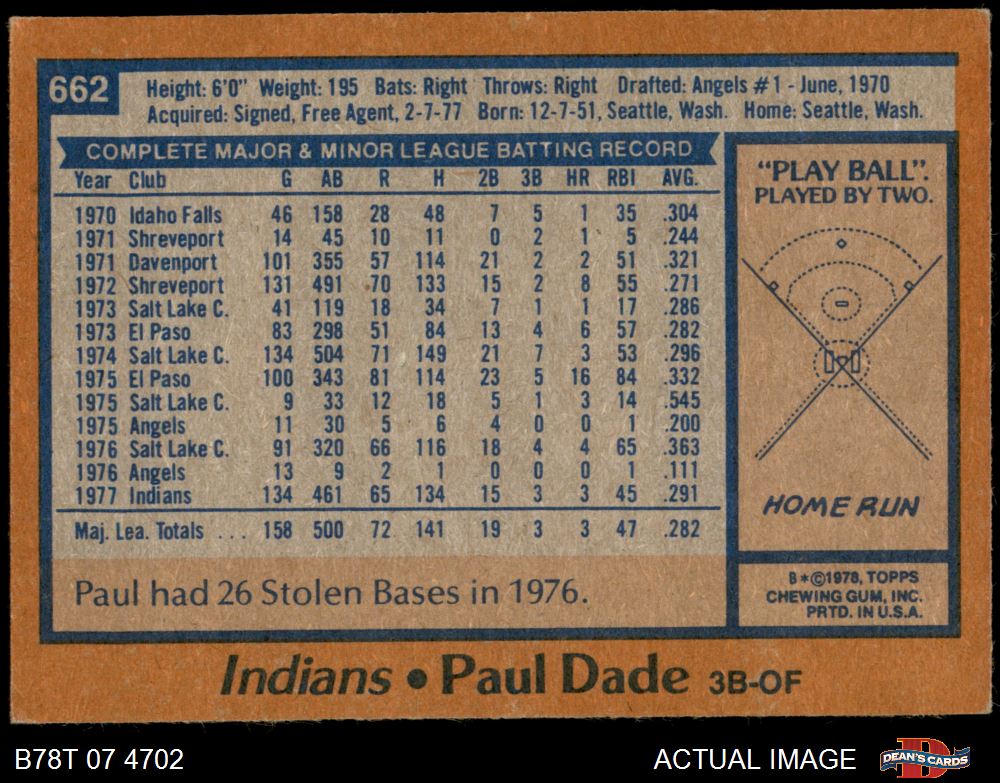 662
Height: 6'0" Weight: 195 Bats: Right Throws: Right Drafted: Angels #1 - June, 1970
Acquired: Signed, Free Agent, 2-7-77 Born: 12-7-51, Seattle, Wash. Home: Seattle, Wash.
COMPLETE MAJOR & MINOR LEAGUE BATTING RECORD
Year Club G AB R H 2B 3B HR RBI AVG.
1970 Idaho Falls 46 158 28 48 7 5 1 35 .304
1971 Shreveport 14 45 10 11 0 2 1 5 .244
1971 Davenport 101 355 57 114 21 2 2 51 .321
1972 Shreveport 131 491 70 133 15 2 8 55 .271
1973 Salt Lake C. 41 119 18 34 7 1 1 17 .286
1973 El Paso 83 298 51 84 13 4 6 57 .282
1974 Salt Lake C. 134 504 71 149 21 7 3 53 .296
1975 El Paso 100 343 81 114 23 5 16 84 .332
1975 Salt Lake C. 9 33 12 18 5 1 3 14 .545
1975 Angels 11 30 5 6 4 0 0 1 .200
1976 Salt Lake C. 91 320 66 116 18 4 4 65 .363
1976 Angels 13 9 2 1 0 0 0 1 .111
1977 Indians 134 461 65 134 15 3 3 45 .291
Maj. Lea. Totals ... 158 500 72 141 19 3 3 47 .282
Paul had 26 Stolen Bases in 1976.
"PLAY BALL".
PLAYED BY TWO.
HOME RUN
B*©1978, TOPPS
CHEWING GUM, INC.
PRTD. IN U.S.A.
Indians • Paul Dade 3B-OF
B78T 07 4702
ACTUAL IMAGE
DEAN'S CARDS